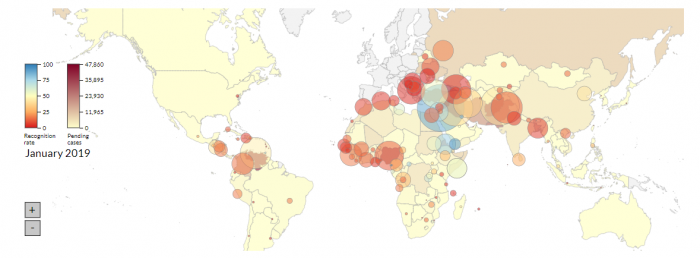 100 47,860
75 35,895
50 23,930
25 11,965
0 0
Recognition Pending
rate cases
January 2019
+
-